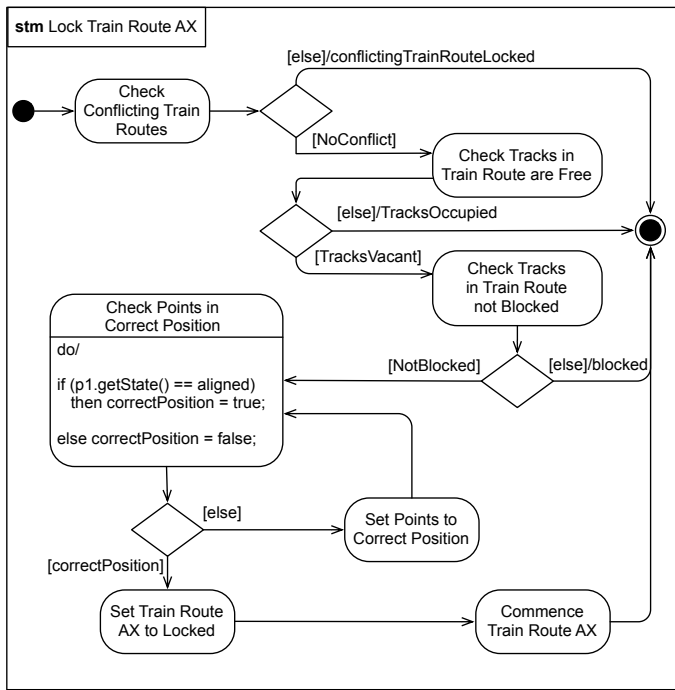 stm Lock Train Route AX
[else]/conflictingTrainRouteLocked
Check
Conflicting Train
Routes
[NoConflict]
Check Tracks in
Train Route are Free
[else]/TracksOccupied
[TracksVacant]
Check Tracks
in Train Route
not Blocked
Check Points in
Correct Position
do/
if (p1.getState() == aligned)
then correctPosition = true;
else correctPosition = false;
[NotBlocked]
[else]/blocked
[else]
Set Points to
Correct Position
[correctPosition]
Set Train Route
AX to Locked
Commence
Train Route AX